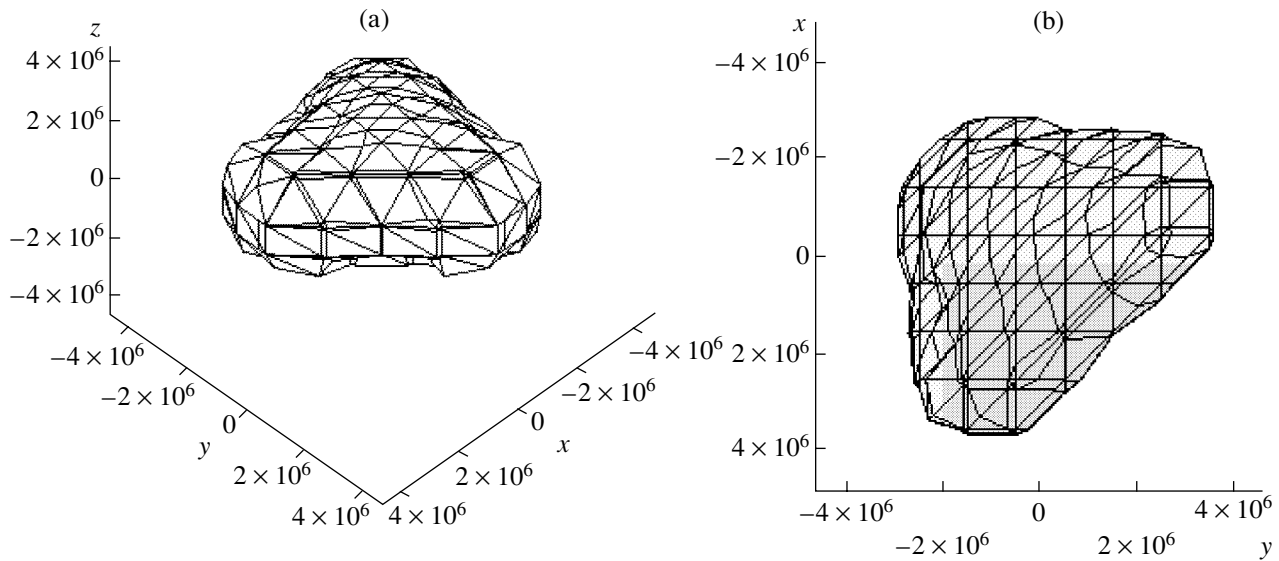 (a)
z
4 × 10⁶
2 × 10⁶
0
−2 × 10⁶
−4 × 10⁶
−4 × 10⁶
−2 × 10⁶
0
y
2 × 10⁶
4 × 10⁶
−4 × 10⁶
−2 × 10⁶
0
x
2 × 10⁶
4 × 10⁶
(b)
x
−4 × 10⁶
−2 × 10⁶
0
2 × 10⁶
4 × 10⁶
−4 × 10⁶
−2 × 10⁶
0
2 × 10⁶
4 × 10⁶
y